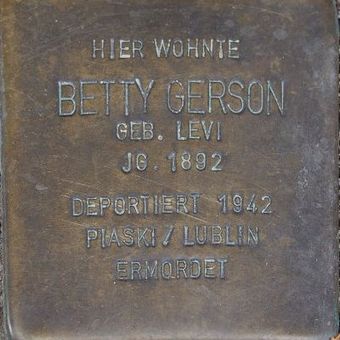 HIER WOHNTE
BETTY GERSON
GEB. LEVI
JG. 1892
DEPORTIERT 1942
PIASKI / LUBLIN
ERMORDET